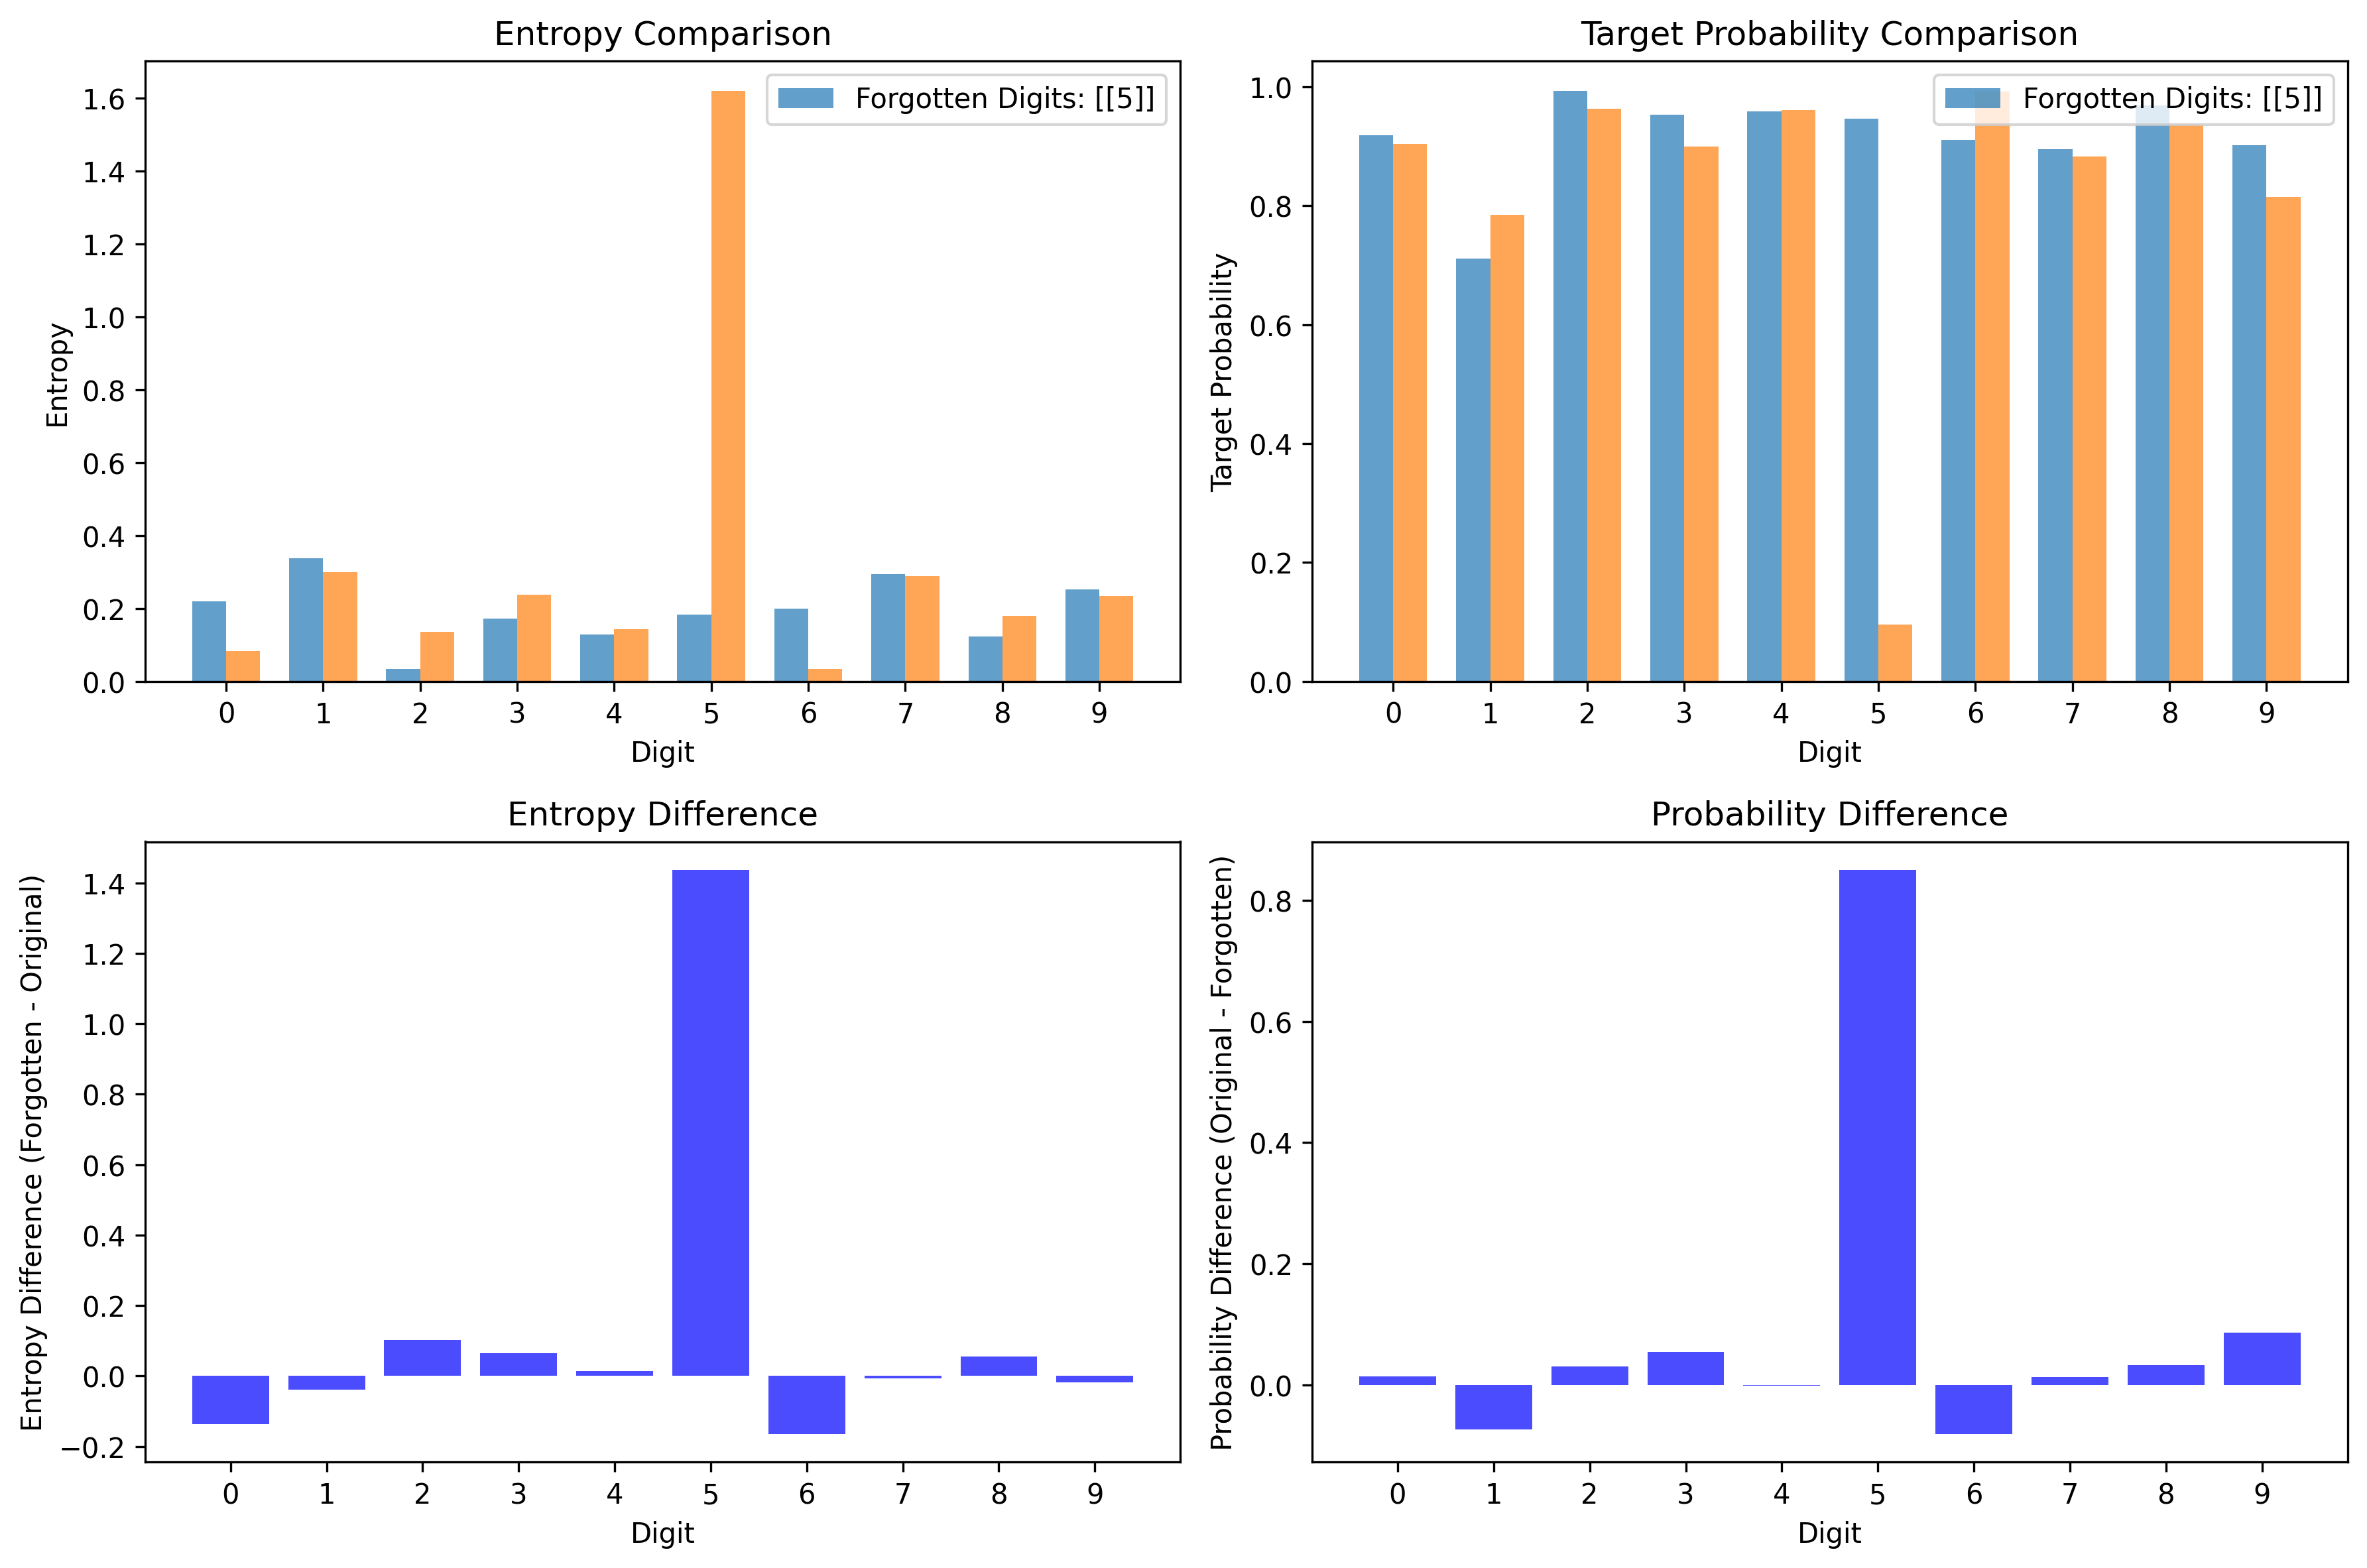 Entropy Comparison
Entropy
1.6
1.4
1.2
1.0
0.8
0.6
0.4
0.2
0.0
Forgotten Digits: [[5]]
0 1 2 3 4 5 6 7 8 9
Digit
Target Probability Comparison
Target Probability
1.0
0.8
0.6
0.4
0.2
0.0
Forgotten Digits: [[5]]
0 1 2 3 4 5 6 7 8 9
Digit
Entropy Difference
Entropy Difference (Forgotten - Original)
1.4
1.2
1.0
0.8
0.6
0.4
0.2
0.0
−0.2
0 1 2 3 4 5 6 7 8 9
Digit
Probability Difference
Probability Difference (Original - Forgotten)
0.8
0.6
0.4
0.2
0.0
0 1 2 3 4 5 6 7 8 9
Digit